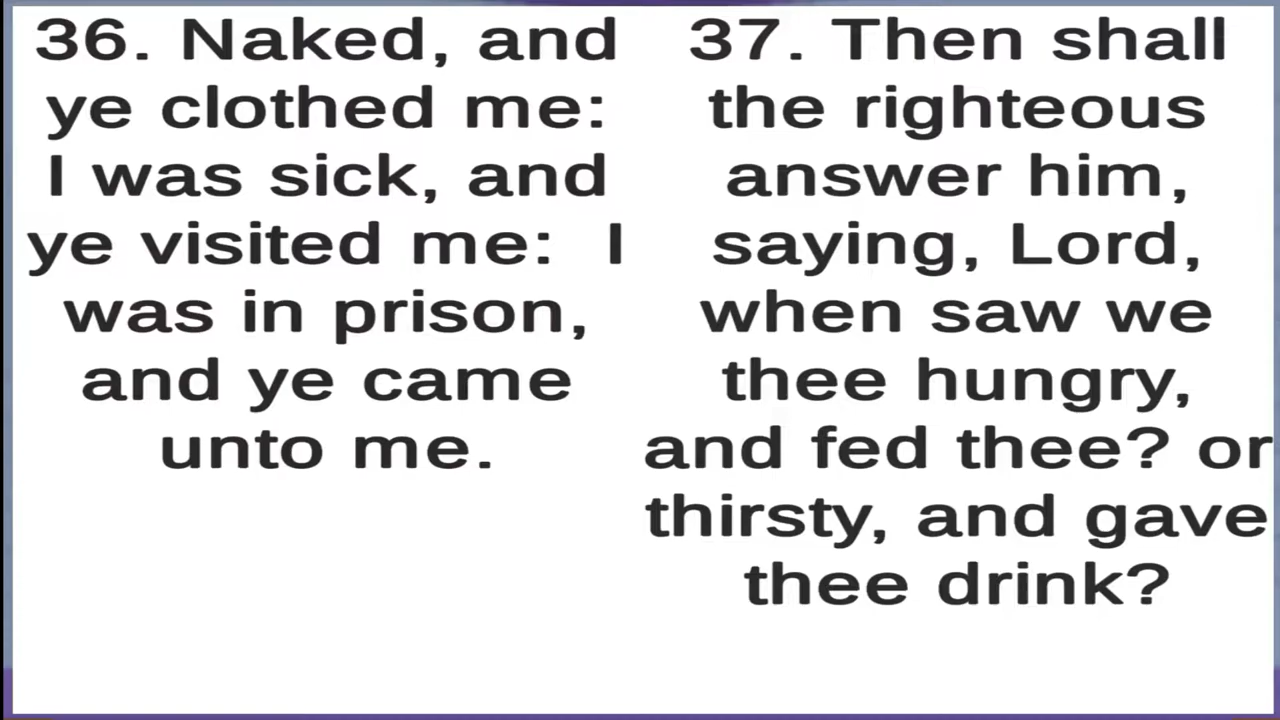 36. Naked, and
ye clothed me:
I was sick, and
ye visited me:  I
was in prison,
and ye came
unto me.
37. Then shall
the righteous
answer him,
saying, Lord,
when saw we
thee hungry,
and fed thee? or
thirsty, and gave
thee drink?